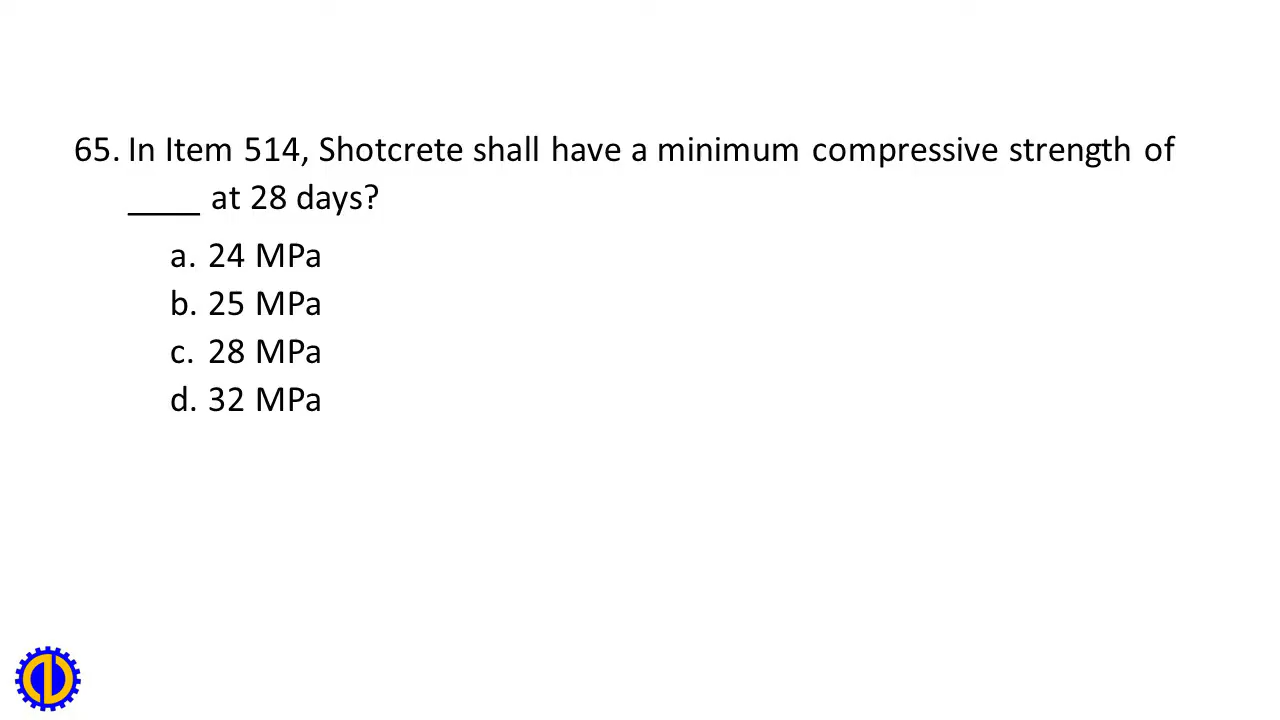 65. In Item 514, Shotcrete shall have a minimum compressive strength of
____ at 28 days?
a. 24 MPa
b. 25 MPa
c. 28 MPa
d. 32 MPa